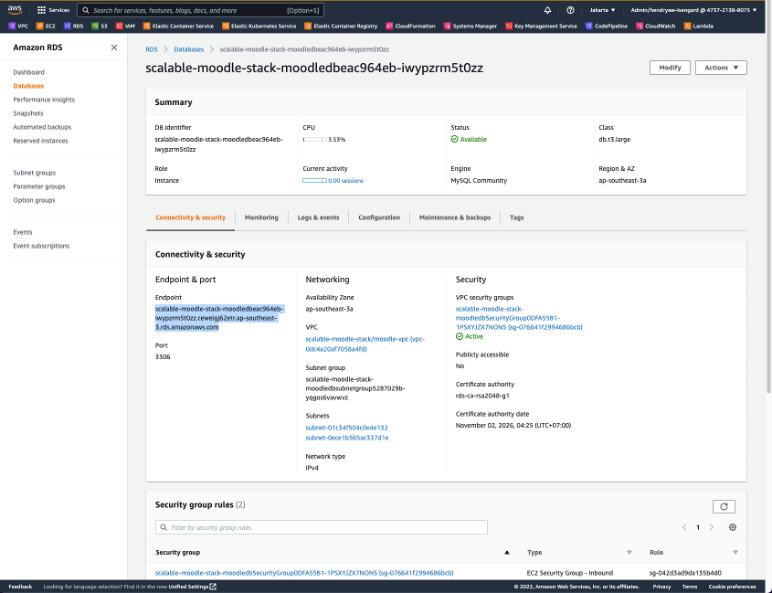 aws
Services
Search for services, features, blogs, docs, and more
[Option+S]
Jakarta
Admin/hendryaw-Isengard @ 4757-2138-8075
VPC
EC2
RDS
S3
IAM
Elastic Container Service
Elastic Kubernetes Service
Elastic Container Registry
CloudFormation
Systems Manager
Key Management Service
CodePipeline
CloudWatch
Lambda
Amazon RDS
Dashboard
Databases
Performance insights
Snapshots
Automated backups
Reserved instances
Subnet groups
Parameter groups
Option groups
Events
Event subscriptions
RDS
Databases
scalable-moodle-stack-moodledbeac964eb-iwypzrm5t0zz
scalable-moodle-stack-moodledbeac964eb-iwypzrm5t0zz
Modify
Actions
Summary
DB identifier
scalable-moodle-stack-moodledbeac964eb-
iwypzrm5t0zz
CPU
3.53%
Status
Available
Class
db.t3.large
Role
Instance
Current activity
0.00 sessions
Engine
MySQL Community
Region & AZ
ap-southeast-3a
Connectivity & security
Monitoring
Logs & events
Configuration
Maintenance & backups
Tags
Connectivity & security
Endpoint & port
Endpoint
scalable-moodle-stack-moodledbeac964eb-
iwypzrm5t0zz.cewelgj62etr.ap-southeast-
3.rds.amazonaws.com
Port
3306
Networking
Availability Zone
ap-southeast-3a
VPC
scalable-moodle-stack/moodle-vpc (vpc-
0dc4a20af7058a4fd)
Subnet group
scalable-moodle-stack-
moodledbsubnetgroup5287029b-
yqgos6vavwvz
Subnets
subnet-01c34f504c0e4e132
subnet-0ece1b565ac337d1e
Network type
IPv4
Security
VPC security groups
scalable-moodle-stack-
moodledbSecurityGroup0DFA55B1-
1PSXYJZX7NON5 (sg-076641f2994686bcb)
Active
Publicly accessible
No
Certificate authority
rds-ca-rsa2048-g1
Certificate authority date
November 02, 2026, 04:25 (UTC+07:00)
Security group rules (2)
Filter by security group rules
1
Security group
Type
Rule
scalable-moodle-stack-moodledbSecurityGroup0DFA55B1-1PSXYJZX7NON5 (sg-076641f2994686bcb)
EC2 Security Group - Inbound
sg-042d3ad9da135b4d0
Feedback
Looking for language selection? Find it in the new Unified Settings
© 2022, Amazon Web Services, Inc. or its affiliates.
Privacy
Terms
Cookie preferences